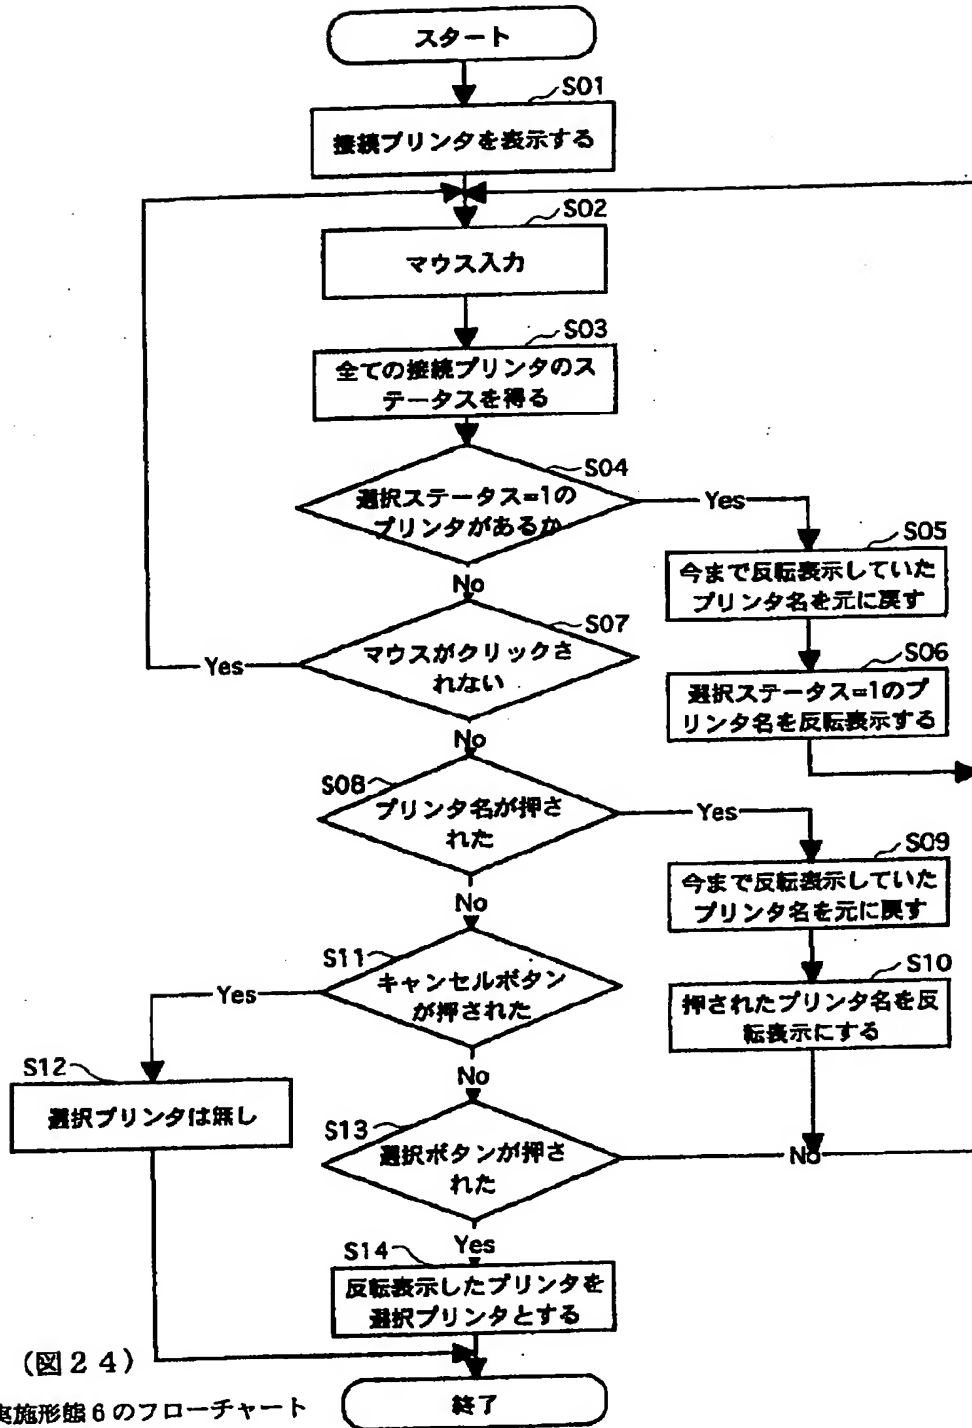 スタート
S01
接続プリンタを表示する
S02
マウス入力
S03
全ての接続プリンタのス
テータスを得る
S04
選択ステータス=1の
プリンタがあるか
Yes
No
S05
今まで反転表示していた
プリンタ名を元に戻す
S06
選択ステータス=1のプ
リンタ名を反転表示する
S07
マウスがクリックさ
れない
Yes
No
S08
プリンタ名が押さ
れた
Yes
No
S09
今まで反転表示していた
プリンタ名を元に戻す
S10
押されたプリンタ名を反
転表示にする
S11
キャンセルボタン
が押された
Yes
No
S12
選択プリンタは無し
S13
選択ボタンが押さ
れた
No
Yes
S14
反転表示したプリンタを
選択プリンタとする
(図24)
実施形態6のフローチャート
終了